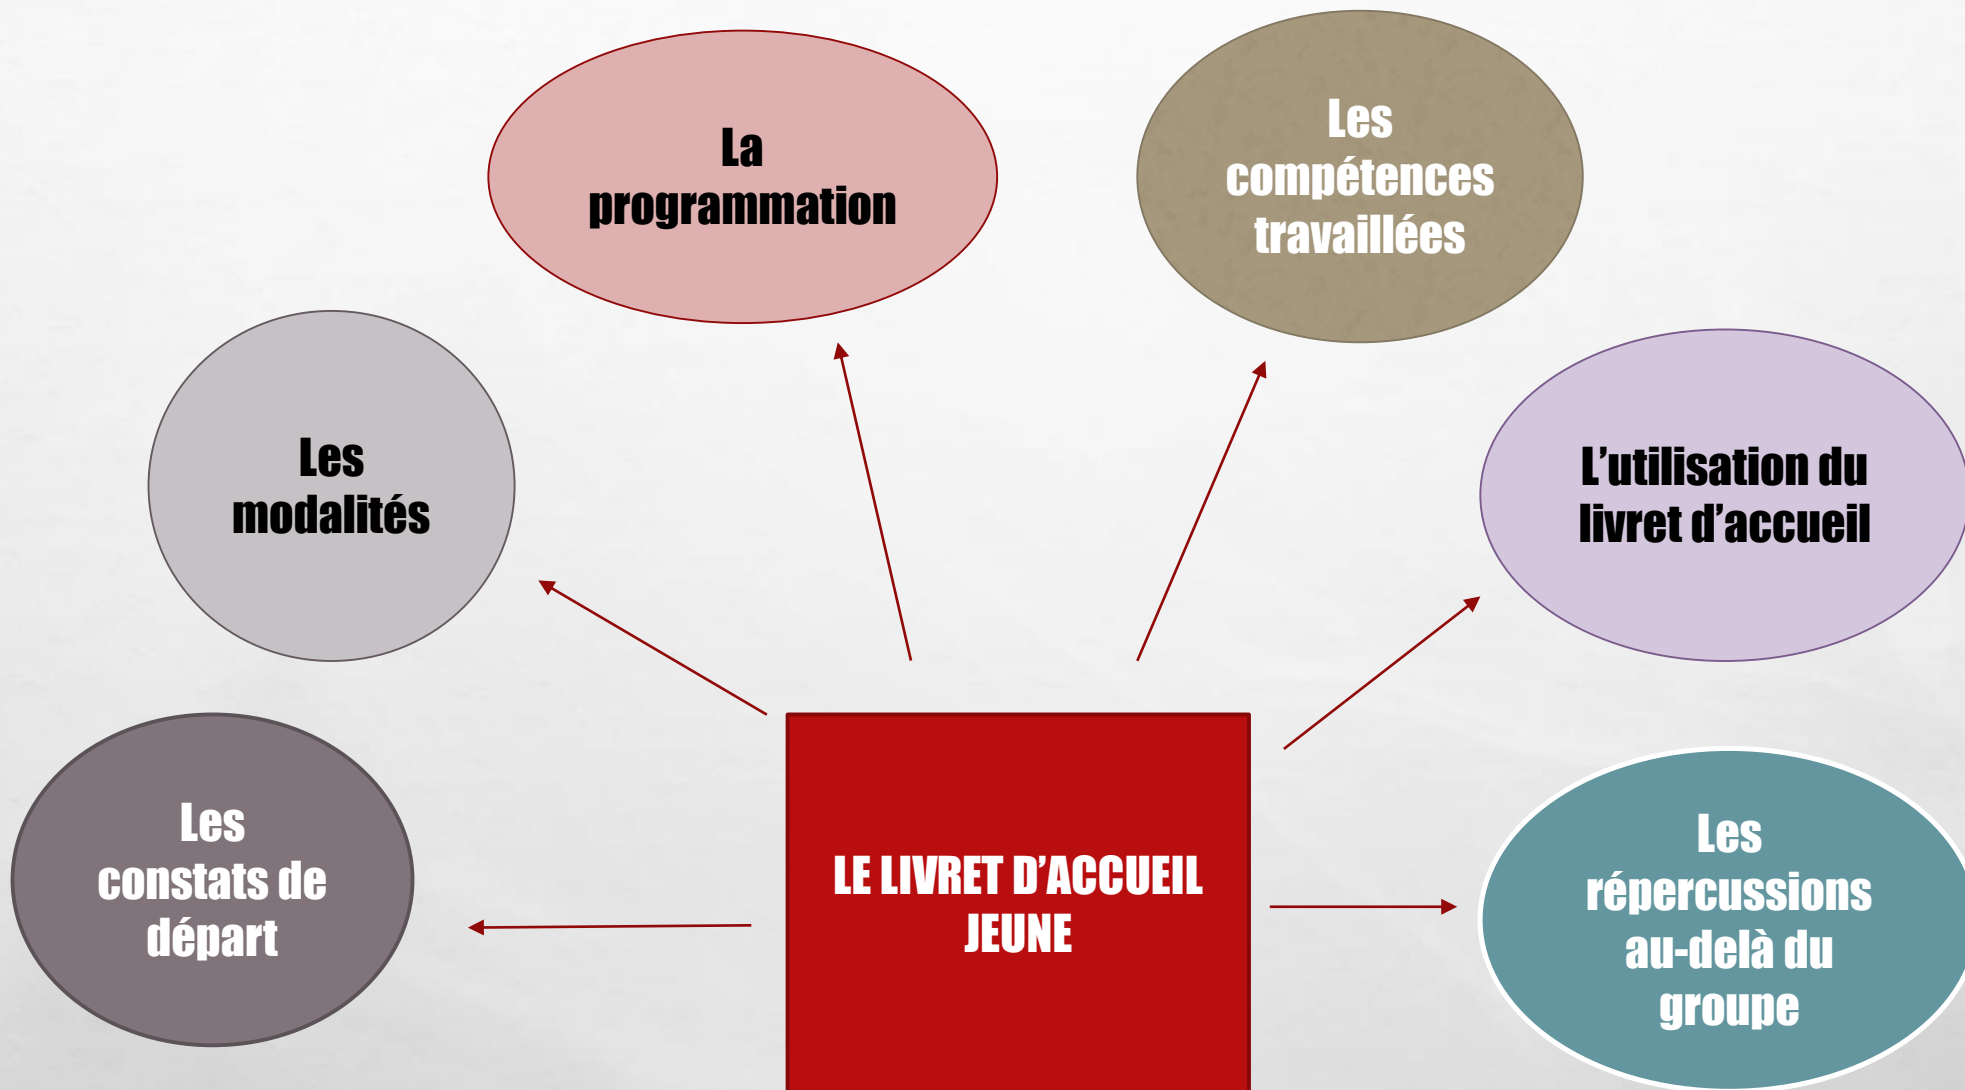 La
programmation
Les
compétences
travaillées
Les
modalités
L’utilisation du
livret d’accueil
Les
constats de
départ
LE LIVRET D’ACCUEIL
JEUNE
Les
répercussions
au-delà du
groupe